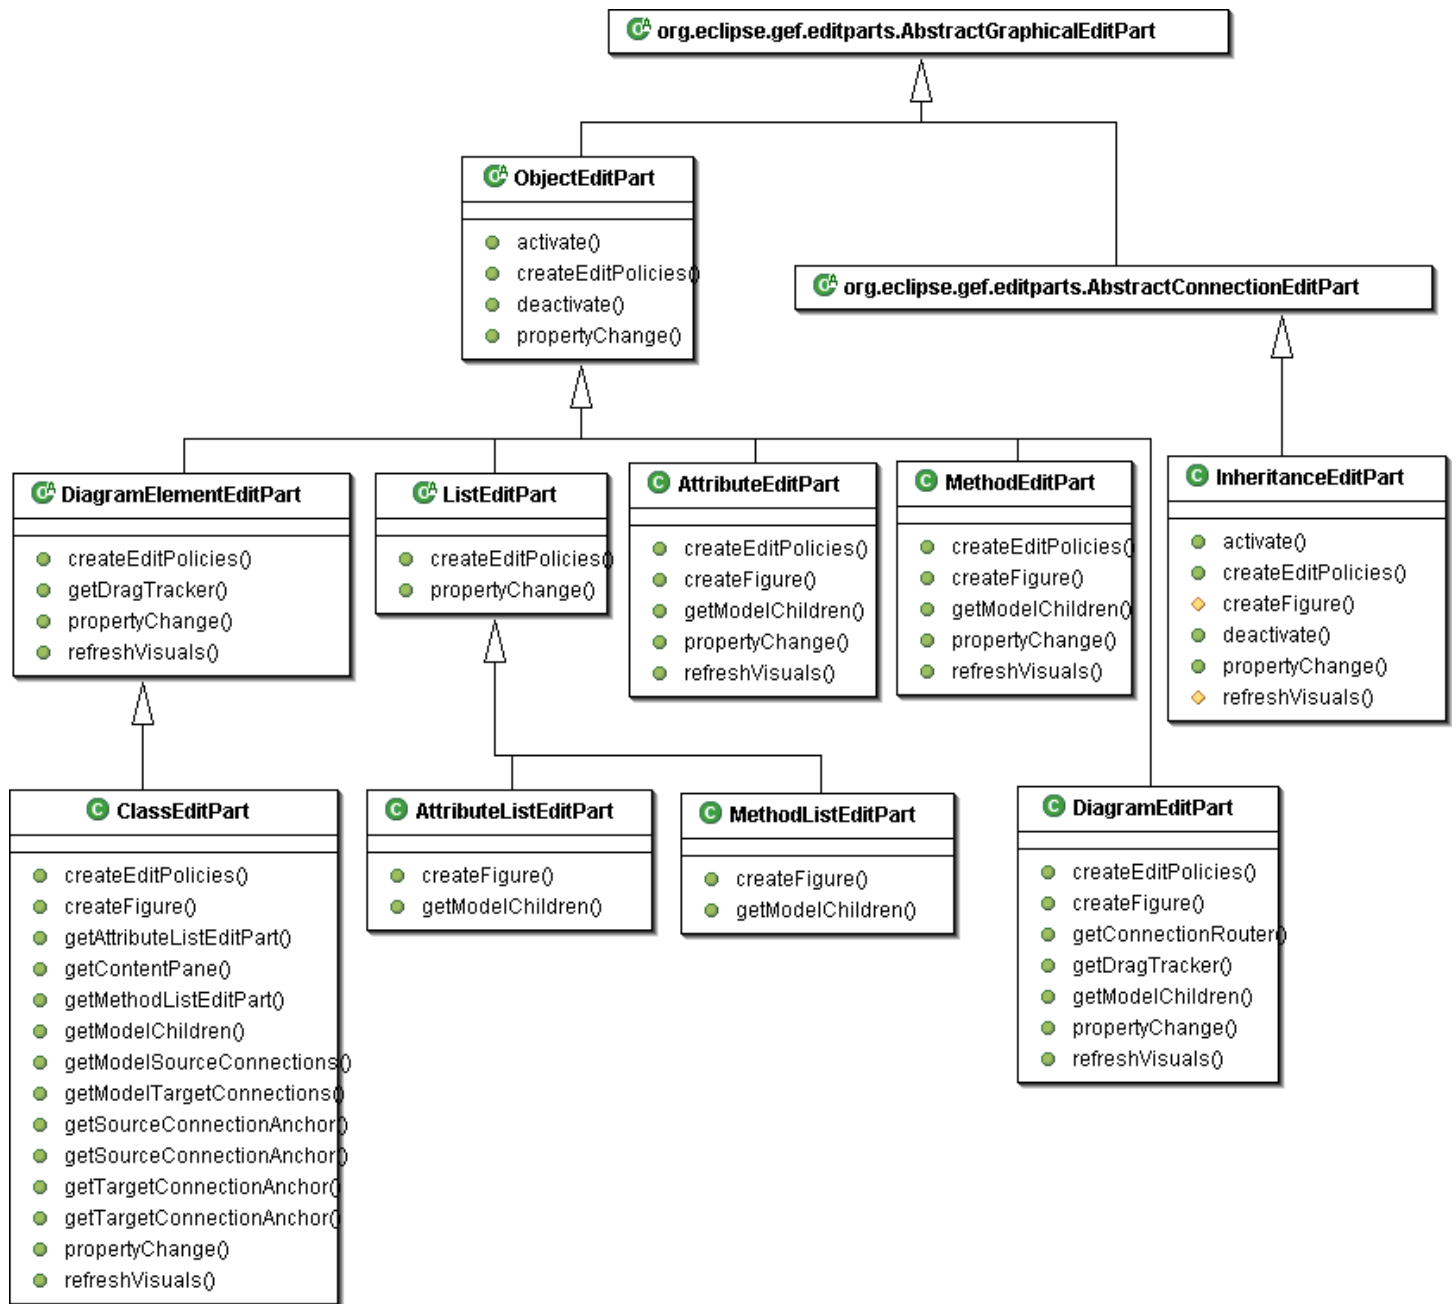 org.eclipse.gef.editparts.AbstractGraphicalEditPart
ObjectEditPart
activate()
createEditPolicies()
deactivate()
propertyChange()
org.eclipse.gef.editparts.AbstractConnectionEditPart
DiagramElementEditPart
createEditPolicies()
getDragTracker()
propertyChange()
refreshVisuals()
ListEditPart
createEditPolicies()
propertyChange()
AttributeEditPart
createEditPolicies()
createFigure()
getModelChildren()
propertyChange()
refreshVisuals()
MethodEditPart
createEditPolicies()
createFigure()
getModelChildren()
propertyChange()
refreshVisuals()
InheritanceEditPart
activate()
createEditPolicies()
createFigure()
deactivate()
propertyChange()
refreshVisuals()
ClassEditPart
createEditPolicies()
createFigure()
getAttributeListEditPart()
getContentPane()
getMethodListEditPart()
getModelChildren()
getModelSourceConnections()
getModelTargetConnections()
getSourceConnectionAnchor()
getSourceConnectionAnchor()
getTargetConnectionAnchor()
getTargetConnectionAnchor()
propertyChange()
refreshVisuals()
AttributeListEditPart
createFigure()
getModelChildren()
MethodListEditPart
createFigure()
getModelChildren()
DiagramEditPart
createEditPolicies()
createFigure()
getConnectionRouter()
getDragTracker()
getModelChildren()
propertyChange()
refreshVisuals()